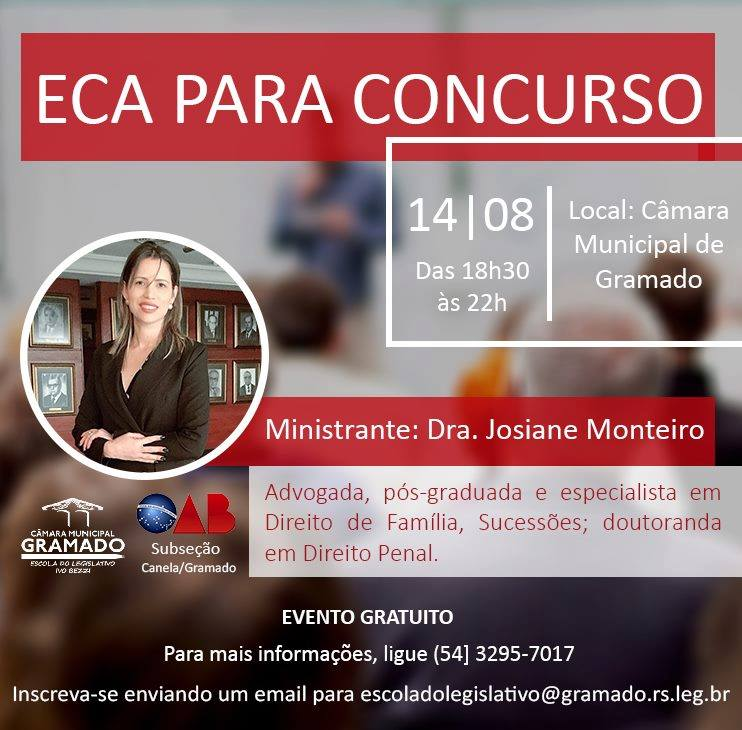 ECA PARA CONCURSO
14|08
Das 18h30
às 22h
Local: Câmara
Municipal de
Gramado
Ministrante: Dra. Josiane Monteiro
Advogada, pós-graduada e especialista em
Direito de Família, Sucessões; doutoranda
em Direito Penal.
CÂMARA MUNICIPAL
GRAMADO
ESCOLA DO LEGISLATIVO
IVO BEZZI
OAB
Subseção
Canela/Gramado
EVENTO GRATUITO
Para mais informações, ligue (54] 3295-7017
Inscreva-se enviando um email para escoladolegislativo@gramado.rs.leg.br